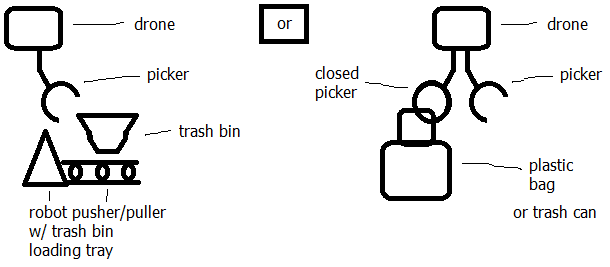 drone
picker
trash bin
robot pusher/puller
w/ trash bin
loading tray
or
drone
closed
picker
picker
plastic
bag
or trash can